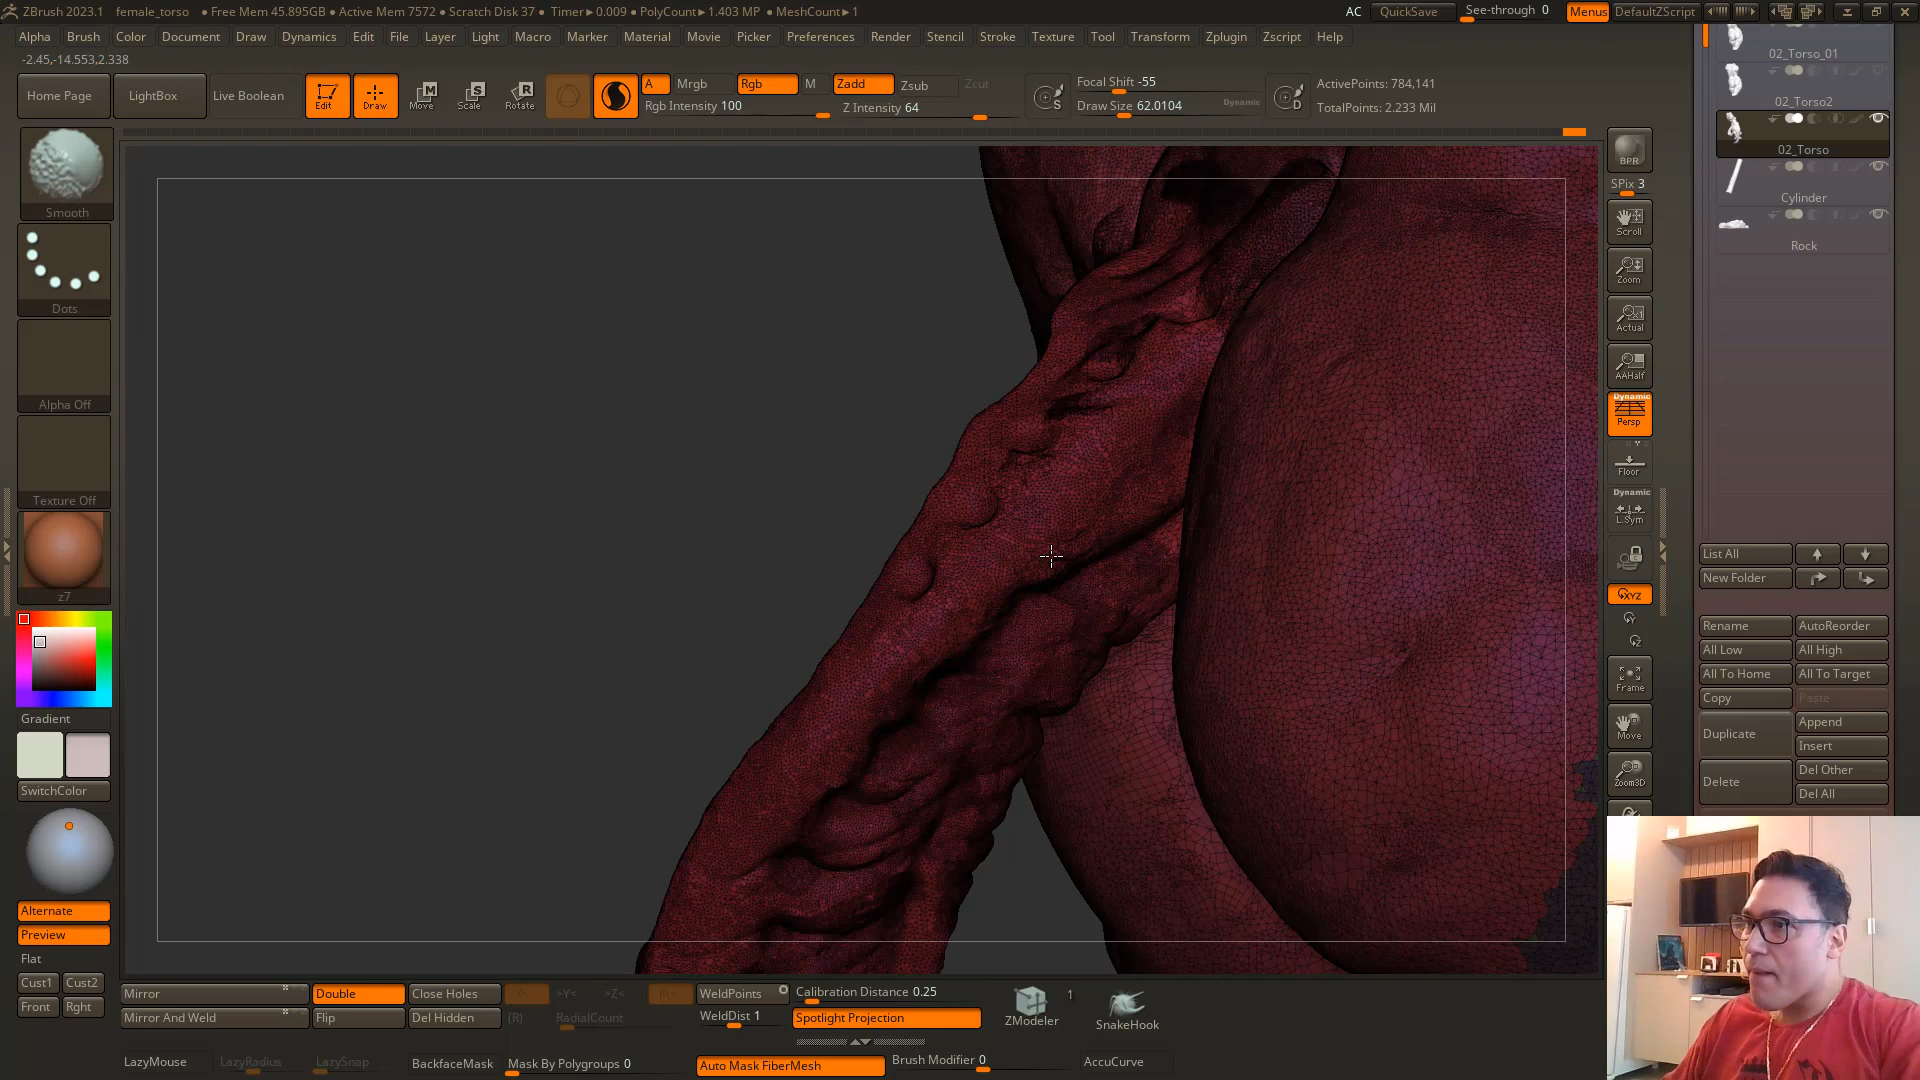 ZBrush 2023.1 female_torso • Free Mem 45.895GB • Active Mem 7572 • Scratch Disk 37 • Timer►0.009 • PolyCount►1.403 MP • MeshCount►1 AC QuickSave See-through 0 Menus DefaultZScript
Alpha Brush Color Document Draw Dynamics Edit File Layer Light Macro Marker Material Movie Picker Preferences Render Stencil Stroke Texture Tool Transform Zplugin Zscript Help
-2.45,-14.553,2.338
Home Page LightBox Live Boolean Edit Draw Move Scale Rotate
A Mrgb Rgb M Zadd Zsub Zcut
Rgb Intensity 100 Z Intensity 64
S Focal Shift -55
Draw Size 62.0104 Dynamic
D ActivePoints: 784,141
TotalPoints: 2.233 Mil
Smooth
Dots
Alpha Off
Texture Off
z7
Gradient
SwitchColor
Alternate
Preview
Flat
Cust1 Cust2
Front Rght
BPR
SPix 3
Scroll
Zoom
Actual
AAHalf
Dynamic
Persp
Floor
Dynamic
L.Sym
XYZ
Y
Z
Frame
Move
Zoom3D
02_Torso_01
02_Torso2
02_Torso
Cylinder
Rock
List All
New Folder
Rename AutoReorder
All Low All High
All To Home All To Target
Copy Paste
Duplicate Append
Insert
Delete Del Other
Del All
Mirror Double Close Holes >Y< >Z< WeldPoints Calibration Distance 0.25
Mirror And Weld Flip Del Hidden (R) RadialCount WeldDist 1 Spotlight Projection
ZModeler 1 SnakeHook
LazyMouse LazyRadius LazySnap BackfaceMask Mask By Polygroups 0 Auto Mask FiberMesh Brush Modifier 0 AccuCurve